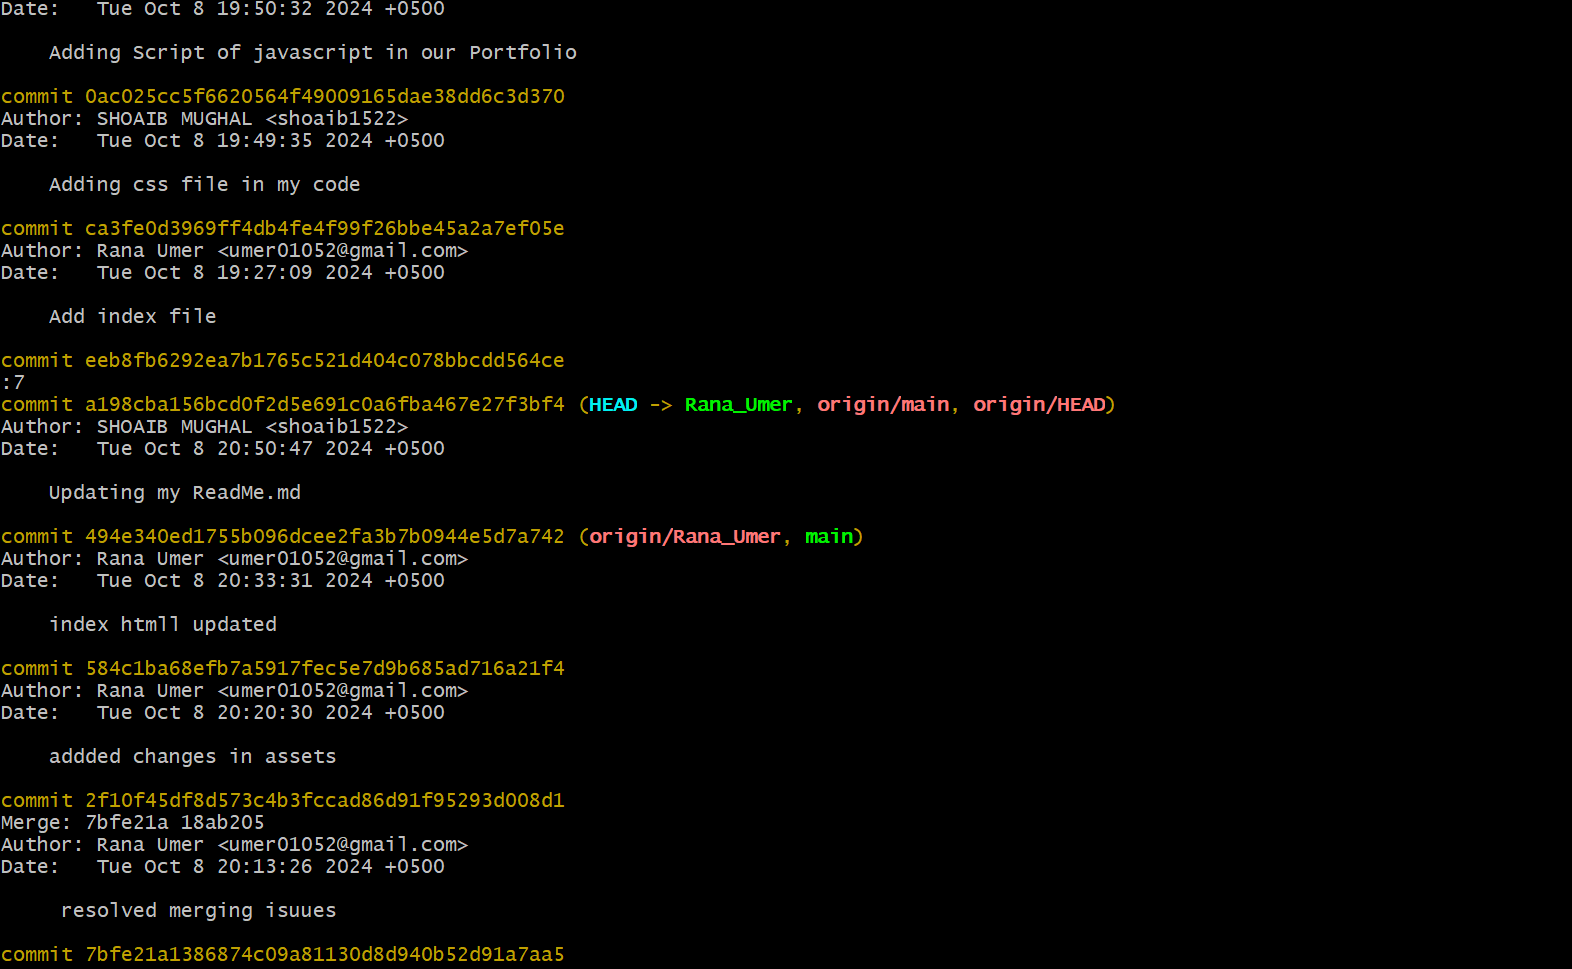 Date:   Tue Oct 8 19:50:32 2024 +0500
    Adding Script of javascript in our Portfolio
commit 0ac025cc5f6620564f49009165dae38dd6c3d370
Author: SHOAIB MUGHAL <shoaib1522>
Date:   Tue Oct 8 19:49:35 2024 +0500
    Adding css file in my code
commit ca3fe0d3969ff4db4fe4f99f26bbe45a2a7ef05e
Author: Rana Umer <umer01052@gmail.com>
Date:   Tue Oct 8 19:27:09 2024 +0500
    Add index file
commit eeb8fb6292ea7b1765c521d404c078bbcdd564ce
:7
commit a198cba156bcd0f2d5e691c0a6fba467e27f3bf4 (HEAD -> Rana_Umer, origin/main, origin/HEAD)
Author: SHOAIB MUGHAL <shoaib1522>
Date:   Tue Oct 8 20:50:47 2024 +0500
    Updating my ReadMe.md
commit 494e340ed1755b096dcee2fa3b7b0944e5d7a742 (origin/Rana_Umer, main)
Author: Rana Umer <umer01052@gmail.com>
Date:   Tue Oct 8 20:33:31 2024 +0500
    index htmll updated
commit 584c1ba68efb7a5917fec5e7d9b685ad716a21f4
Author: Rana Umer <umer01052@gmail.com>
Date:   Tue Oct 8 20:20:30 2024 +0500
    addded changes in assets
commit 2f10f45df8d573c4b3fccad86d91f95293d008d1
Merge: 7bfe21a 18ab205
Author: Rana Umer <umer01052@gmail.com>
Date:   Tue Oct 8 20:13:26 2024 +0500
     resolved merging isuues
commit 7bfe21a1386874c09a81130d8d940b52d91a7aa5